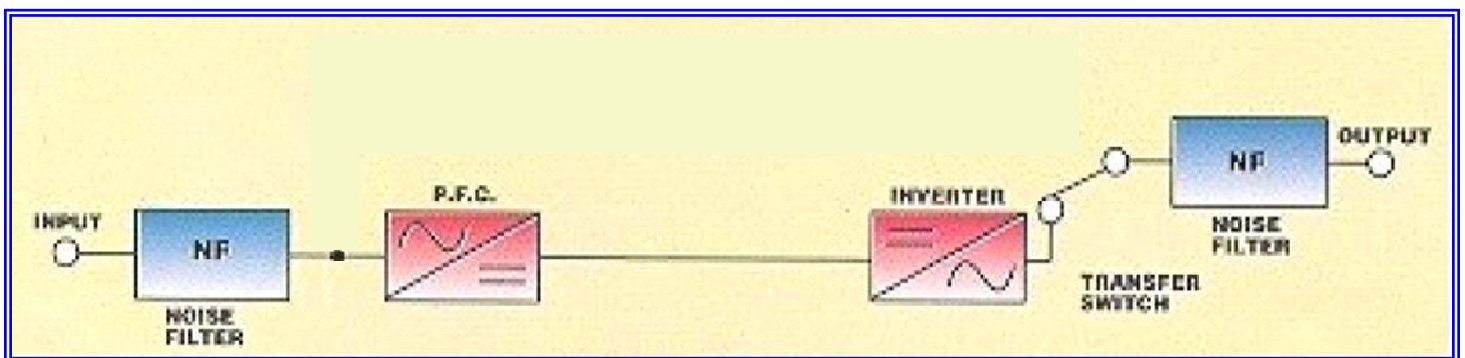 INPUT
NF
NOISE
FILTER
P.F.C.
INVERTER
TRANSFER
SWITCH
NF
NOISE
FILTER
OUTPUT